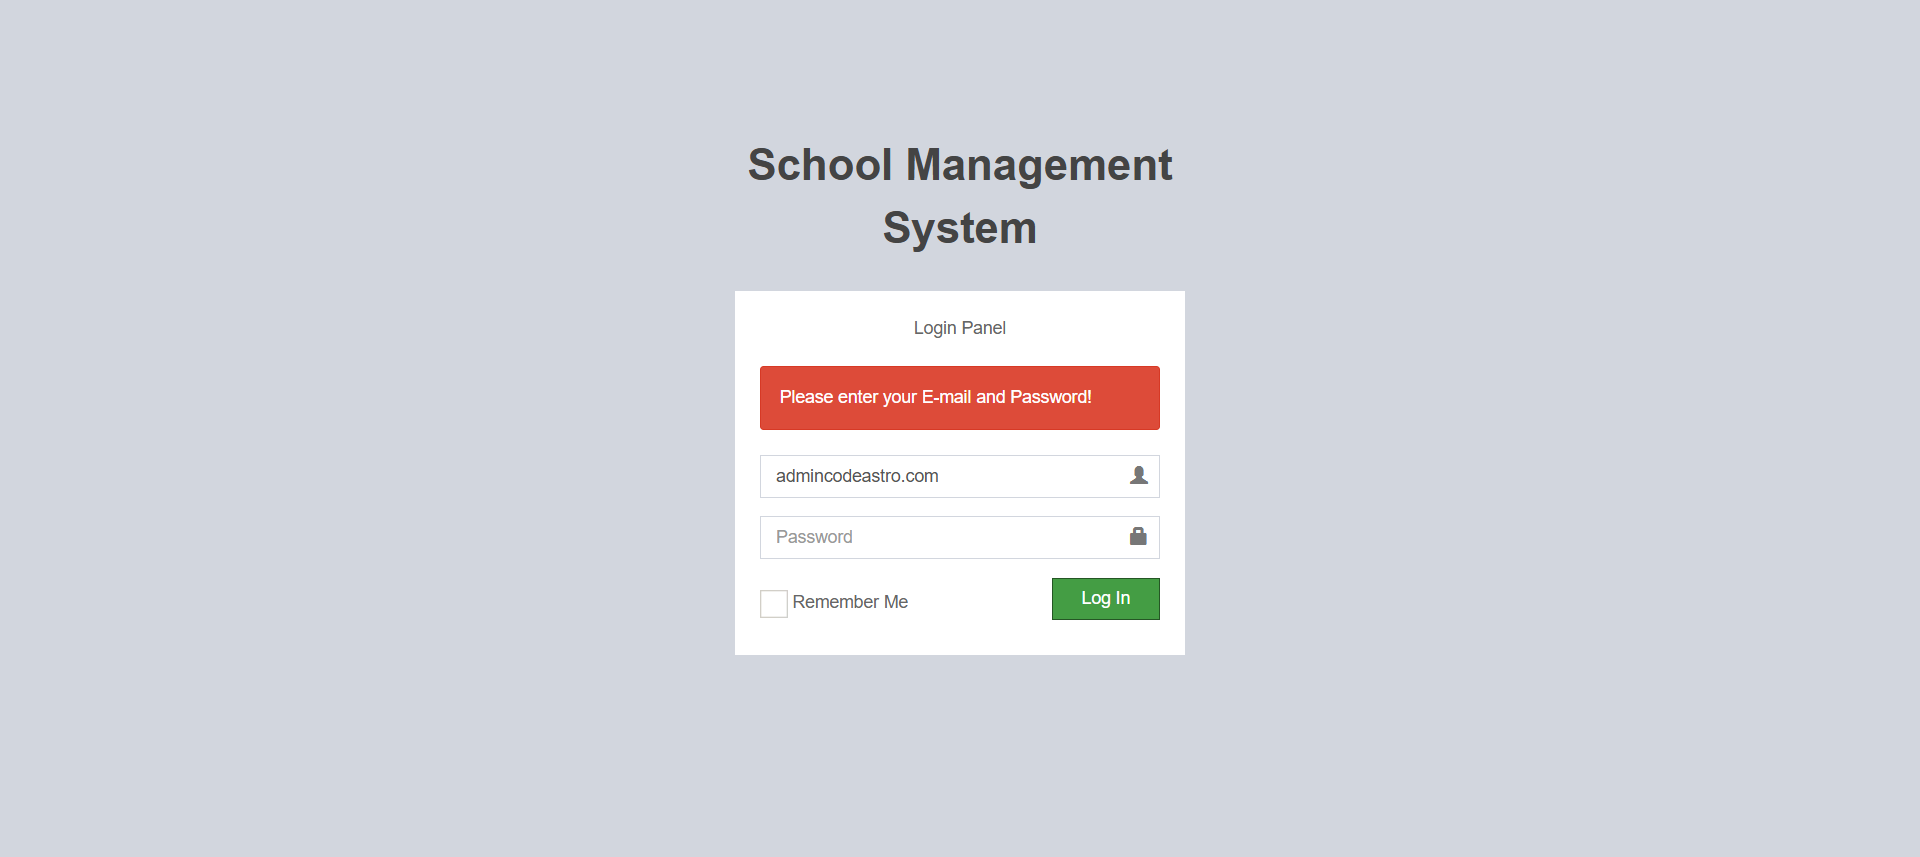 School Management
System
Login Panel
Please enter your E-mail and Password!
admincodeastro.com
Password
Remember Me
Log In